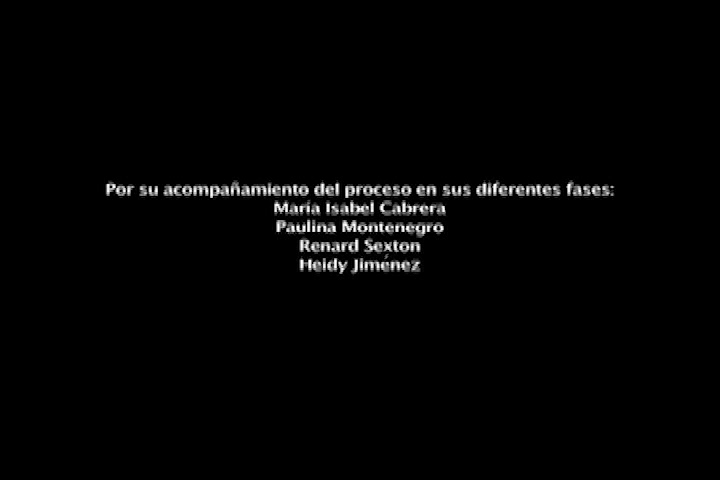 Por su acompañamiento del proceso en sus diferentes fases:
María Isabel Cabrera
Paulina Montenegro
Renard Sexton
Heidy Jiménez